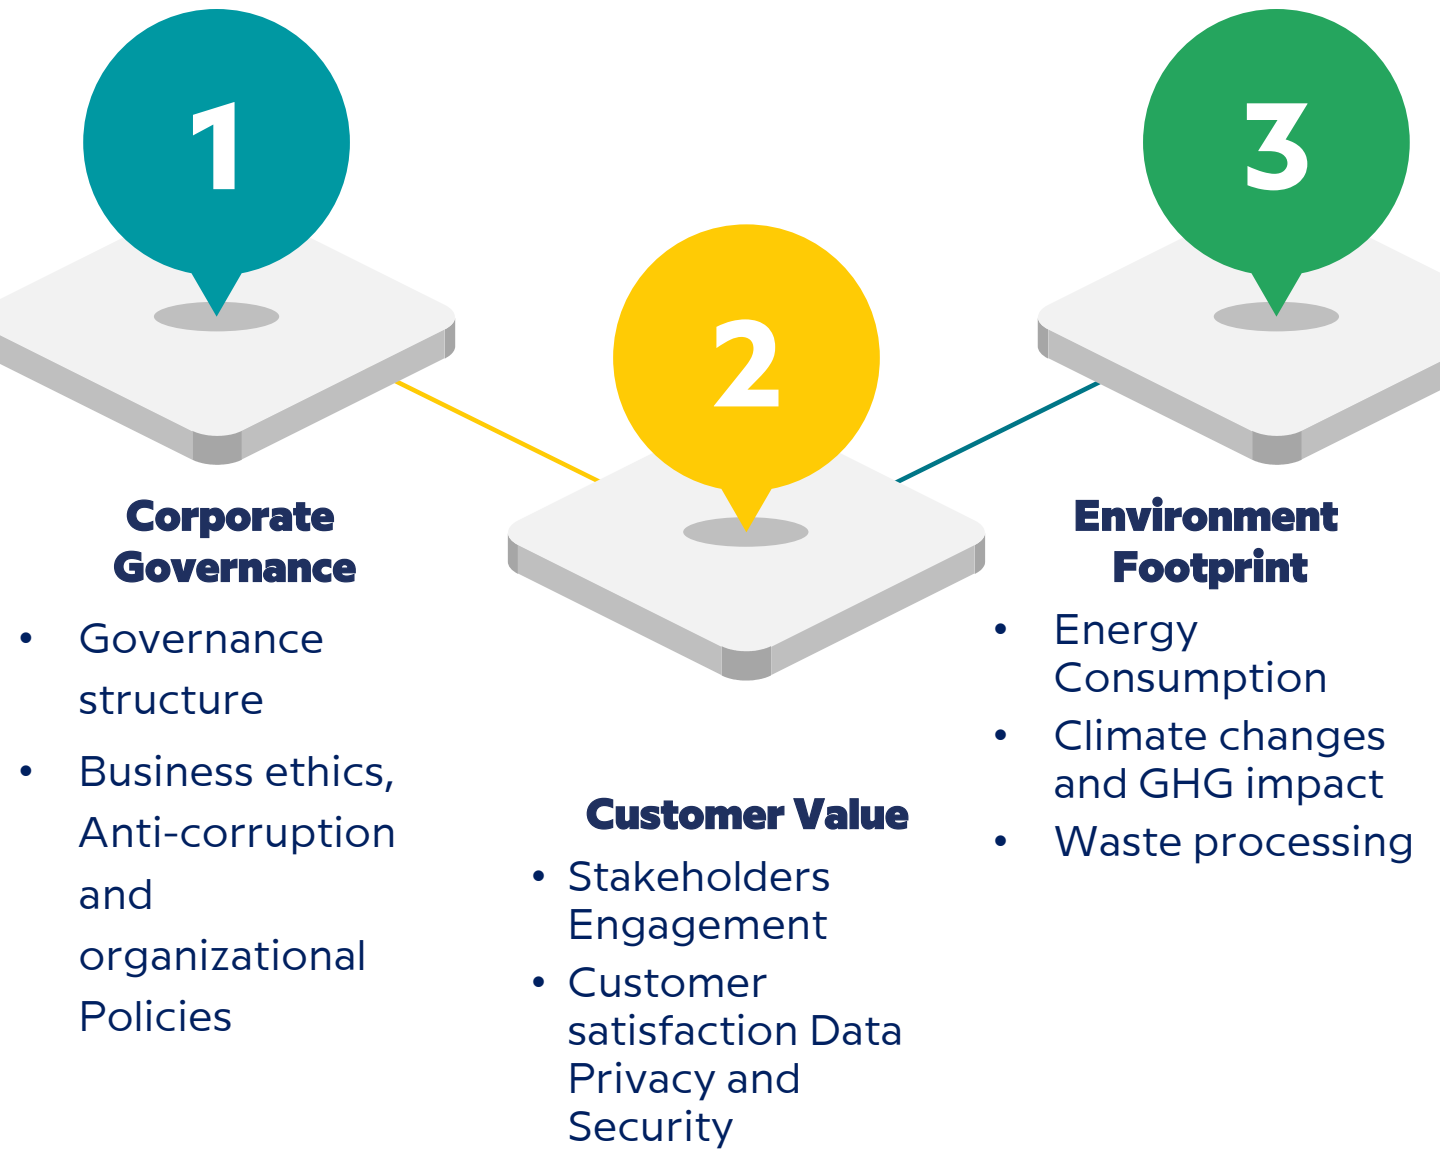 1
Corporate
Governance
• Governance
structure
• Business ethics,
Anti-corruption
and
organizational
Policies
2
Customer Value
• Stakeholders
Engagement
• Customer
satisfaction Data
Privacy and
Security
3
Environment
Footprint
• Energy
Consumption
• Climate changes
and GHG impact
• Waste processing